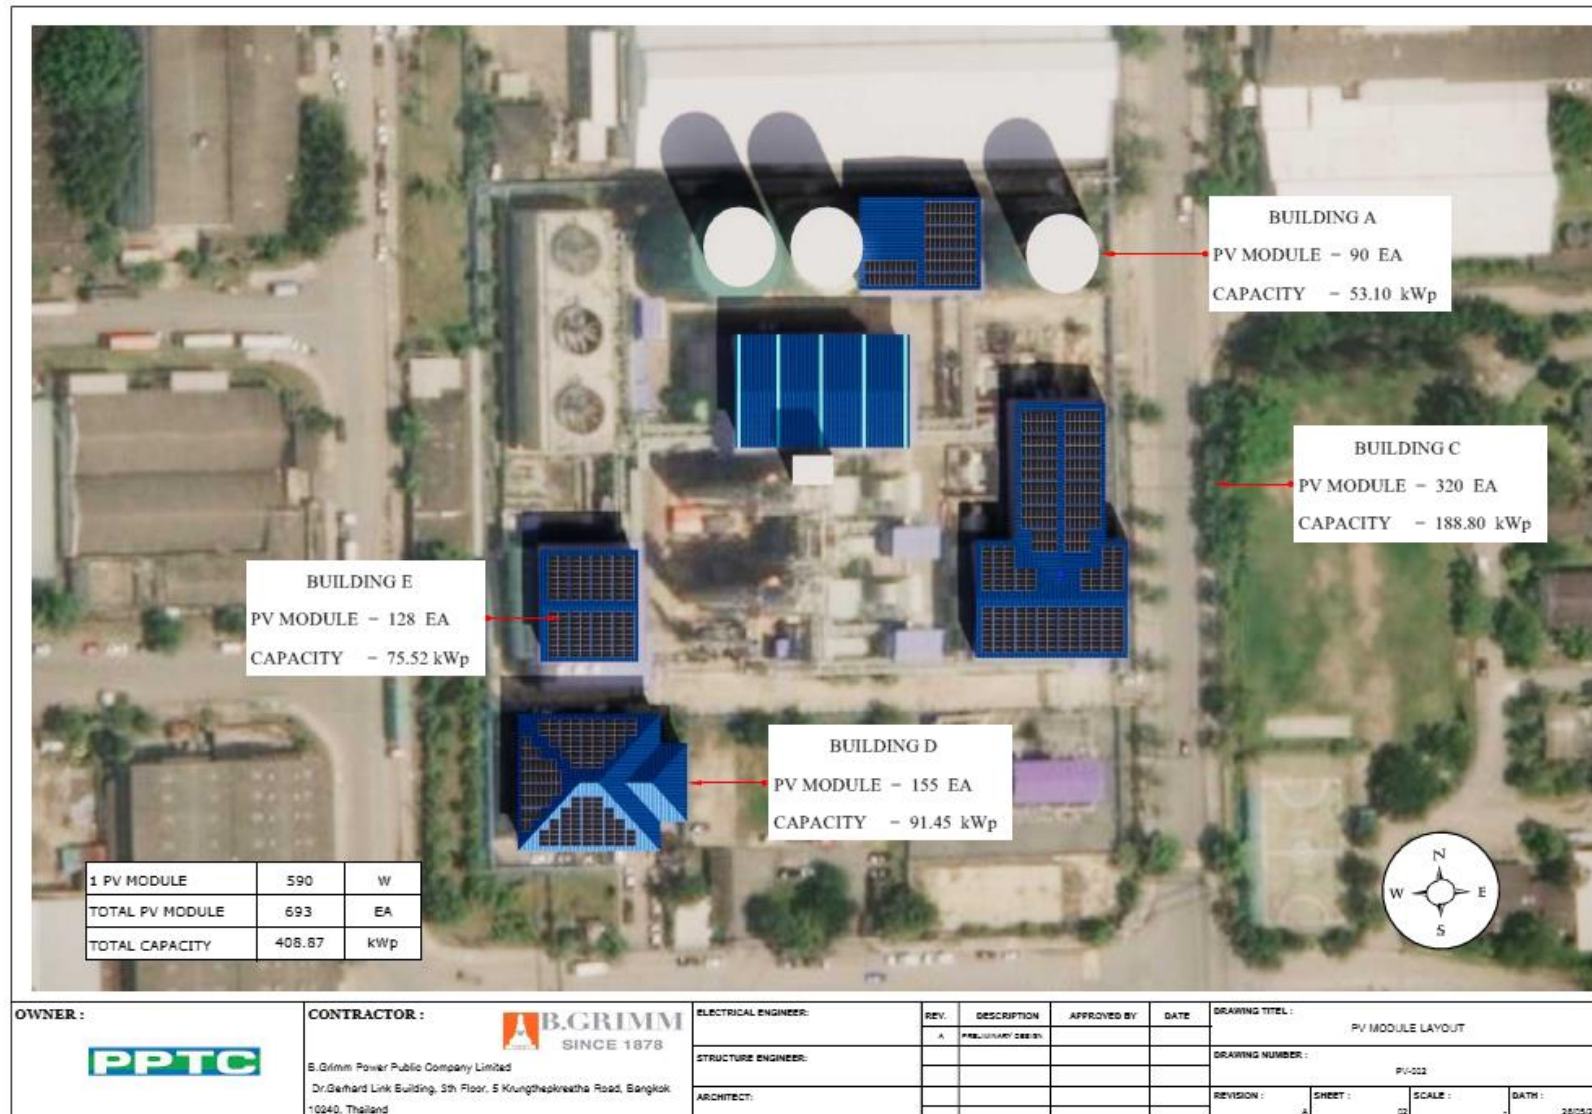 BUILDING A
PV MODULE - 90 EA
CAPACITY - 53.10 kWp
BUILDING C
PV MODULE - 320 EA
CAPACITY - 188.80 kWp
BUILDING E
PV MODULE - 128 EA
CAPACITY - 75.52 kWp
BUILDING D
PV MODULE - 155 EA
CAPACITY - 91.45 kWp
1 PV MODULE 590 W
TOTAL PV MODULE 693 EA
TOTAL CAPACITY 408.87 kWp
N
W E
S
OWNER :
PPTC
CONTRACTOR :
B.GRIMM
SINCE 1878
B.Grimm Power Public Company Limited
Dr.Gerhard Link Building, 5th Floor, 5 Krungthepkreetha Road, Bangkok
10240, Thailand
ELECTRICAL ENGINEER:
STRUCTURE ENGINEER:
ARCHITECT:
REV. DESCRIPTION APPROVED BY DATE
A PRELIMINARY DESIGN
DRAWING TITEL :
PV MODULE LAYOUT
DRAWING NUMBER :
REVISION : SHEET : SCALE : DATH :
A 02 -